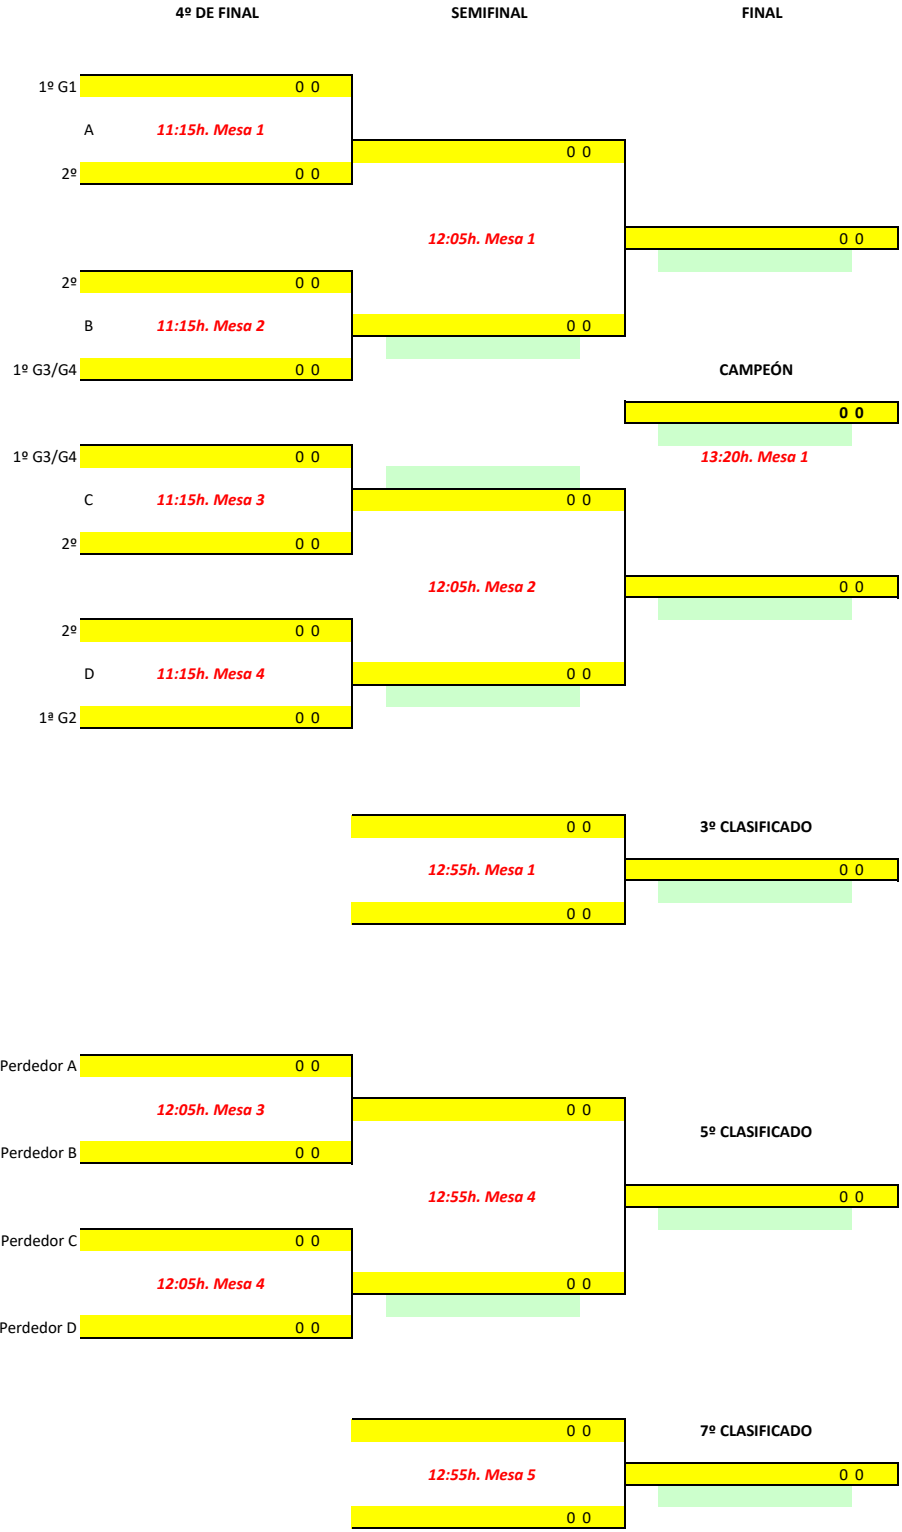 4º DE FINAL SEMIFINAL FINAL
1º G1 0 0
A 11:15h. Mesa 1
0 0
2º 0 0
12:05h. Mesa 1 0 0
2º 0 0
B 11:15h. Mesa 2 0 0
1º G3/G4 0 0 CAMPEÓN
0 0
1º G3/G4 0 0 13:20h. Mesa 1
C 11:15h. Mesa 3 0 0
2º 0 0
12:05h. Mesa 2 0 0
2º 0 0
D 11:15h. Mesa 4 0 0
1ª G2 0 0
0 0 3º CLASIFICADO
12:55h. Mesa 1 0 0
0 0
Perdedor A 0 0
12:05h. Mesa 3 0 0
5º CLASIFICADO
Perdedor B 0 0
12:55h. Mesa 4 0 0
Perdedor C 0 0
12:05h. Mesa 4 0 0
Perdedor D 0 0
0 0 7º CLASIFICADO
12:55h. Mesa 5 0 0
0 0